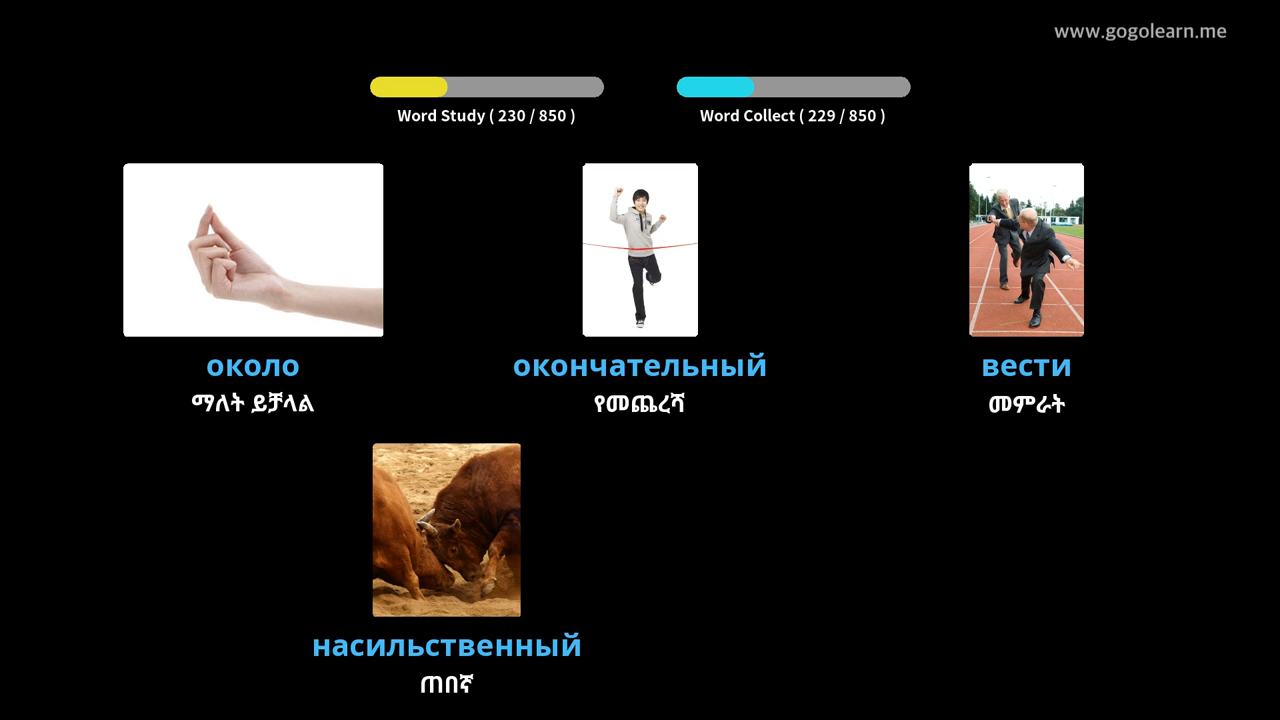 www.gogolearn.me
Word Study ( 230 / 850 )
Word Collect ( 229 / 850 )
около
ማለት ይቻላል
окончательный
የመጨረሻ
вести
መምራት
насильственный
ጠበኛ